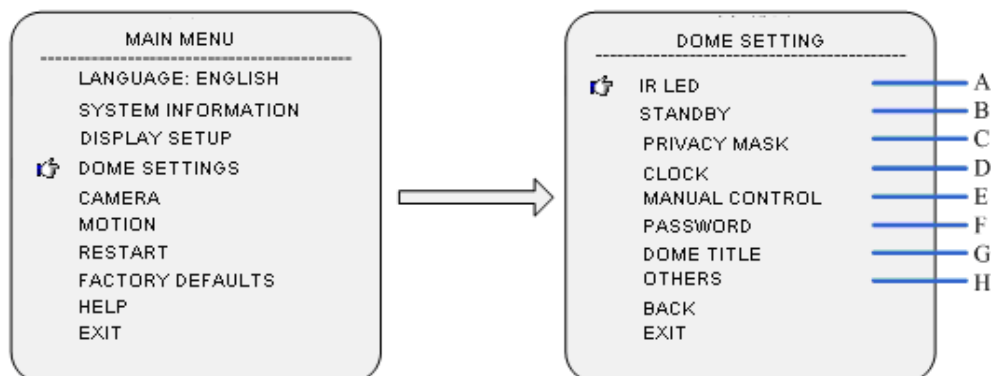 MAIN MENU
LANGUAGE: ENGLISH
SYSTEM INFORMATION
DISPLAY SETUP
DOME SETTINGS
CAMERA
MOTION
RESTART
FACTORY DEFAULTS
HELP
EXIT
DOME SETTING
IR LED A
STANDBY B
PRIVACY MASK C
CLOCK D
MANUAL CONTROL E
PASSWORD F
DOME TITLE G
OTHERS H
BACK
EXIT